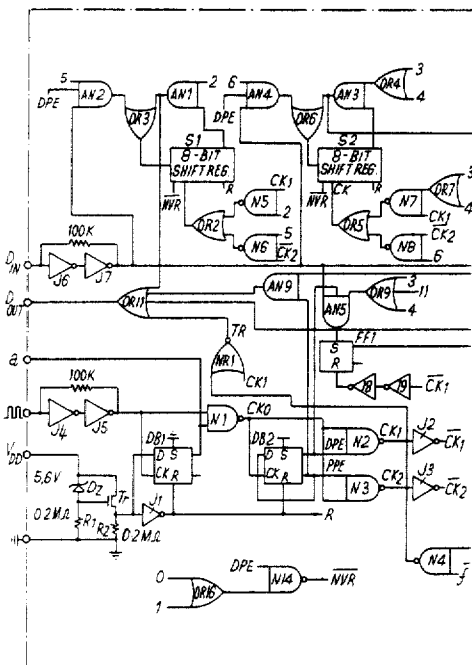 5 AN2 AN1 2 6 AN4 AN3 OR4 3
DPE OR3 DPE OR6 4
S1 S2
8-BIT 8-BIT 3
SHIFT REG. SHIFT REG. OR7
R CK R 4
NVR CK1 NVR N7
OR2 N5 2 OR5 CK1
N6 5 N8 CK2
CK2 6
100K
DIN J6 J7
AN9 OR9 3
AN5 11
DOUT OR11 4
TR S FF1
NR1 R
a CK1 18 19 CK1
100K
J4 J5 N1 CK0 CK1 J2
DB1 DB2 DPE N2 CK1
D S D S PPE
VDD CK R CK R N3 CK2 J3
5,6V CK2
DZ Tr J1
0.2MΩ R1 R2 0.2MΩ R N4
f
0 DPE N14 NVR
1 OR16